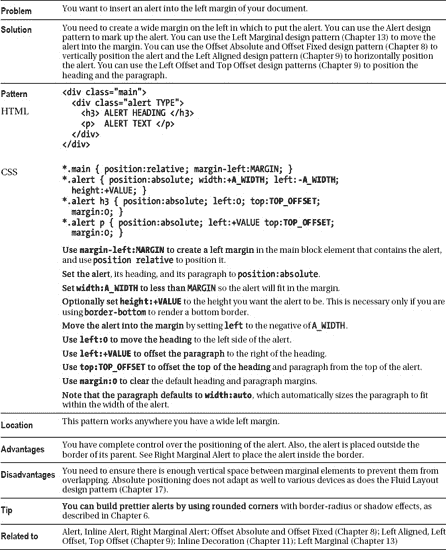 Problem You want to insert an alert into the left margin of your document.
Solution You need to create a wide margin on the left in which to put the alert. You can use the Alert design
pattern to mark up the alert. You can use the Left Marginal design pattern (Chapter 13) to move the
alert into the margin. You can use the Offset Absolute and Offset Fixed design pattern (Chapter 8) to
vertically position the alert and the Left Aligned design pattern (Chapter 9) to horizontally position
the alert. You can use the Left Offset and Top Offset design patterns (Chapter 9) to position the
heading and the paragraph.
Pattern <div class="main">
HTML <div class="alert TYPE">
<h3> ALERT HEADING </h3>
<p> ALERT TEXT </p>
</div>
</div>
CSS *.main { position:relative; margin-left:MARGIN; }
*.alert { position:absolute; width:+A_WIDTH; left:-A_WIDTH;
height:+VALUE; }
*.alert h3 { position:absolute; left:0; top:TOP_OFFSET;
margin:0; }
*.alert p { position:absolute; left:+VALUE top:TOP_OFFSET;
margin:0; }
Use margin-left:MARGIN to create a left margin in the main block element that contains the alert,
and use position relative to position it.
Set the alert, its heading, and its paragraph to position:absolute.
Set width:A_WIDTH to less than MARGIN so the alert will fit in the margin.
Optionally set height:+VALUE to the height you want the alert to be. This is necessary only if you are
using border-bottom to render a bottom border.
Move the alert into the margin by setting left to the negative of A_WIDTH.
Use left:0 to move the heading to the left side of the alert.
Use left:+VALUE to offset the paragraph to the right of the heading.
Use top:TOP_OFFSET to offset the top of the heading and paragraph from the top of the alert.
Use margin:0 to clear the default heading and paragraph margins.
Note that the paragraph defaults to width:auto, which automatically sizes the paragraph to fit
within the width of the alert.
Location This pattern works anywhere you have a wide left margin.
Advantages You have complete control over the positioning of the alert. Also, the alert is placed outside the
border of its parent. See Right Marginal Alert to place the alert inside the border.
Disadvantages You need to ensure there is enough vertical space between marginal elements to prevent them from
overlapping. Absolute positioning does not adapt as well to various devices as does the Fluid Layout
design pattern (Chapter 17).
Tip You can build prettier alerts by using rounded corners with border-radius or shadow effects, as
described in Chapter 6.
Related to Alert, Inline Alert, Right Marginal Alert; Offset Absolute and Offset Fixed (Chapter 8); Left Aligned, Left
Offset, Top Offset (Chapter 9); Inline Decoration (Chapter 11); Left Marginal (Chapter 13)